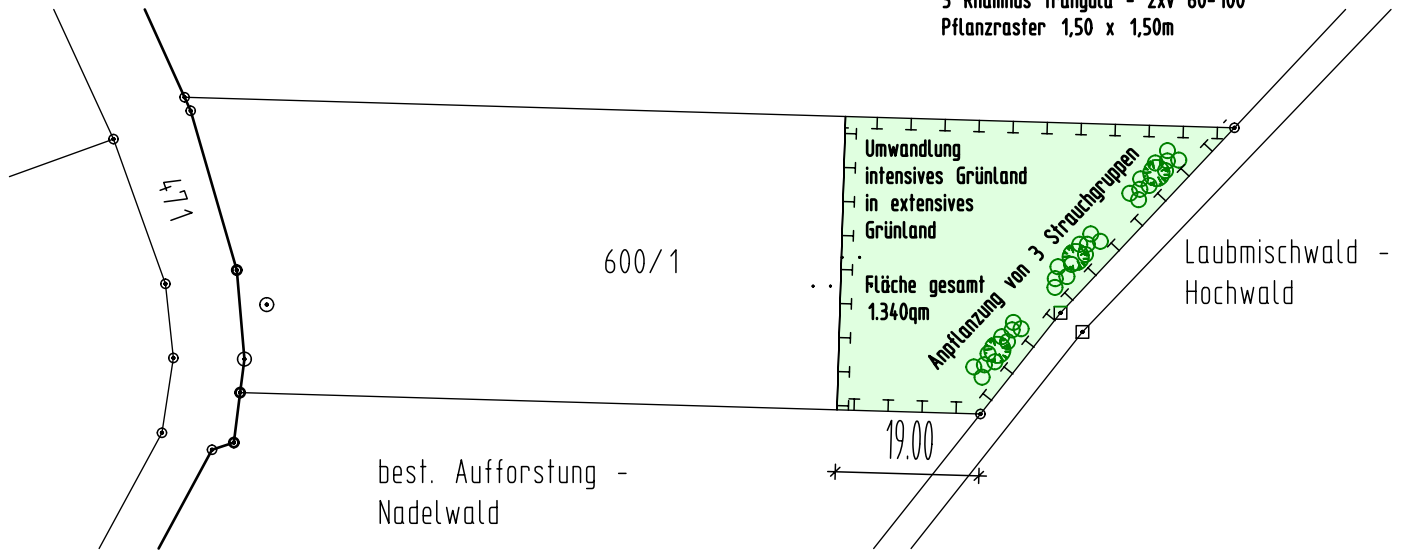 Pflanzraster 1,50 x 1,50m
Umwandlung
intensives Grünland
in extensives
Grünland
Fläche gesamt
1.340qm
Anpflanzung von 3 Strauchgruppen
600/1
Laubmischwald -
Hochwald
19.00
best. Aufforstung -
Nadelwald